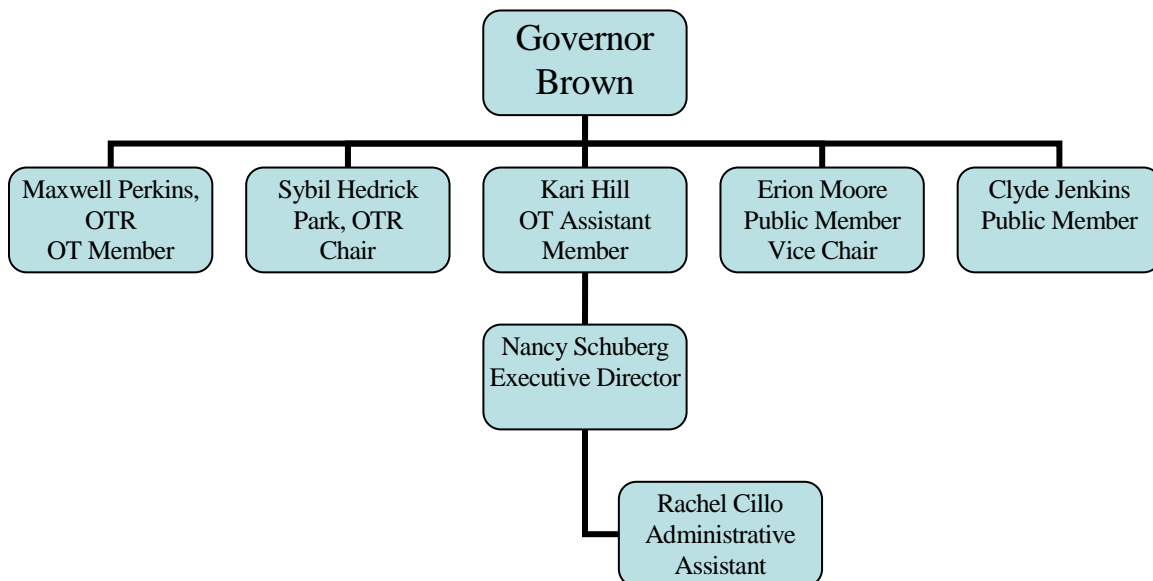 Governor
Brown
Maxwell Perkins,
OTR
OT Member
Sybil Hedrick
Park, OTR
Chair
Kari Hill
OT Assistant
Member
Erion Moore
Public Member
Vice Chair
Clyde Jenkins
Public Member
Nancy Schuberg
Executive Director
Rachel Cillo
Administrative
Assistant